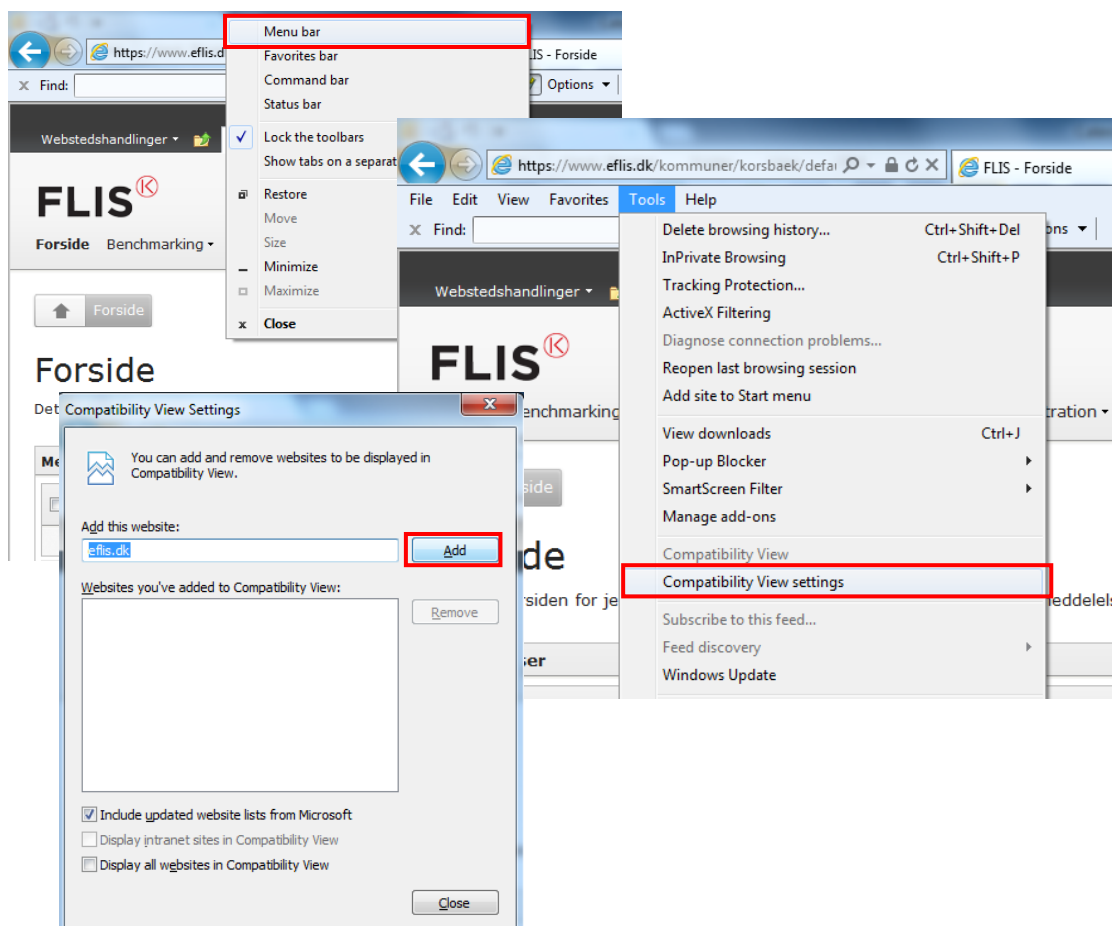 Menu bar
https://www.eflis.d
IS - Forside
Favorites bar
x Find:
Command bar
Options
Status bar
Webstedshandlinger
Lock the toolbars
Show tabs on a separat
FLIS K
Restore
Move
Forside Benchmarking
Size
Minimize
Maximize
Forside
x Close
Forside
Det
Me
https://www.eflis.dk/kommuner/korsbaek/defau
FLIS - Forside
File Edit View Favorites Tools Help
x Find:
ons
Delete browsing history... Ctrl+Shift+Del
InPrivate Browsing Ctrl+Shift+P
Tracking Protection...
Webstedshandlinger
ActiveX Filtering
Diagnose connection problems...
FLIS K
Reopen last browsing session
Add site to Start menu
enchmarking
tration
View downloads Ctrl+J
Pop-up Blocker
side
SmartScreen Filter
Manage add-ons
de
Compatibility View
Compatibility View settings
rsiden for je
eddelels
Subscribe to this feed...
Feed discovery
ser
Windows Update
Compatibility View Settings
x
You can add and remove websites to be displayed in
Compatibility View.
Add this website:
eflis.dk
Add
Websites you've added to Compatibility View:
Remove
Include updated website lists from Microsoft
Display intranet sites in Compatibility View
Display all websites in Compatibility View
Close